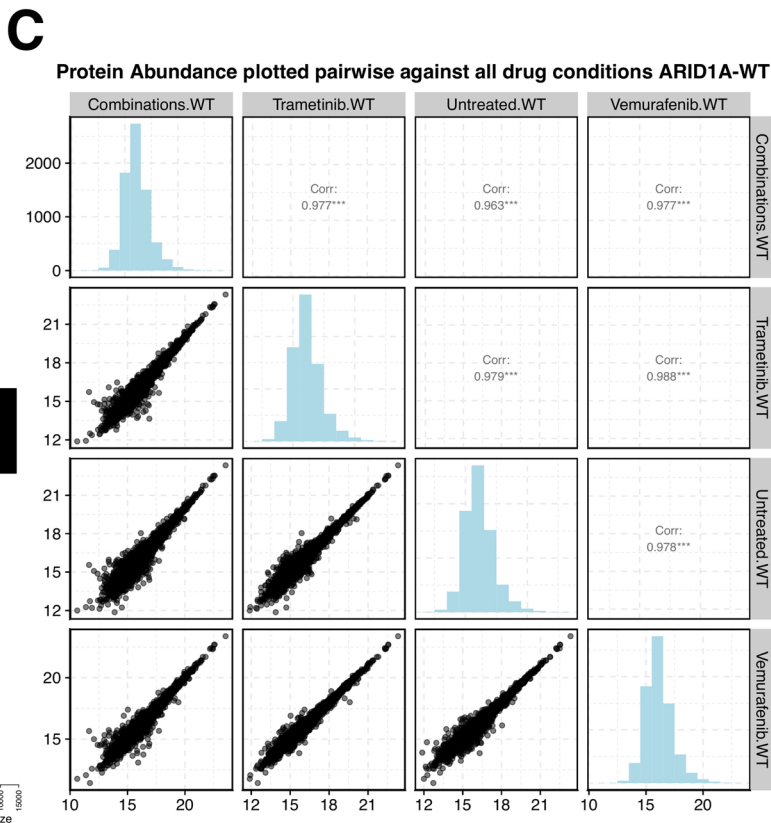 C
Protein Abundance plotted pairwise against all drug conditions ARID1A-WT
Combinations.WT Trametinib.WT Untreated.WT Vemurafenib.WT
2000
1000
0
Corr:
0.977***
Corr:
0.963***
Corr:
0.977***
Combinations.WT
21
18
15
12
Corr:
0.979***
Corr:
0.988***
Trametinib.WT
21
18
15
12
Corr:
0.978***
Untreated.WT
20
15
Vemurafenib.WT
10 15 20 12 15 18 21 12 15 18 21 10 15 20
15000
ze